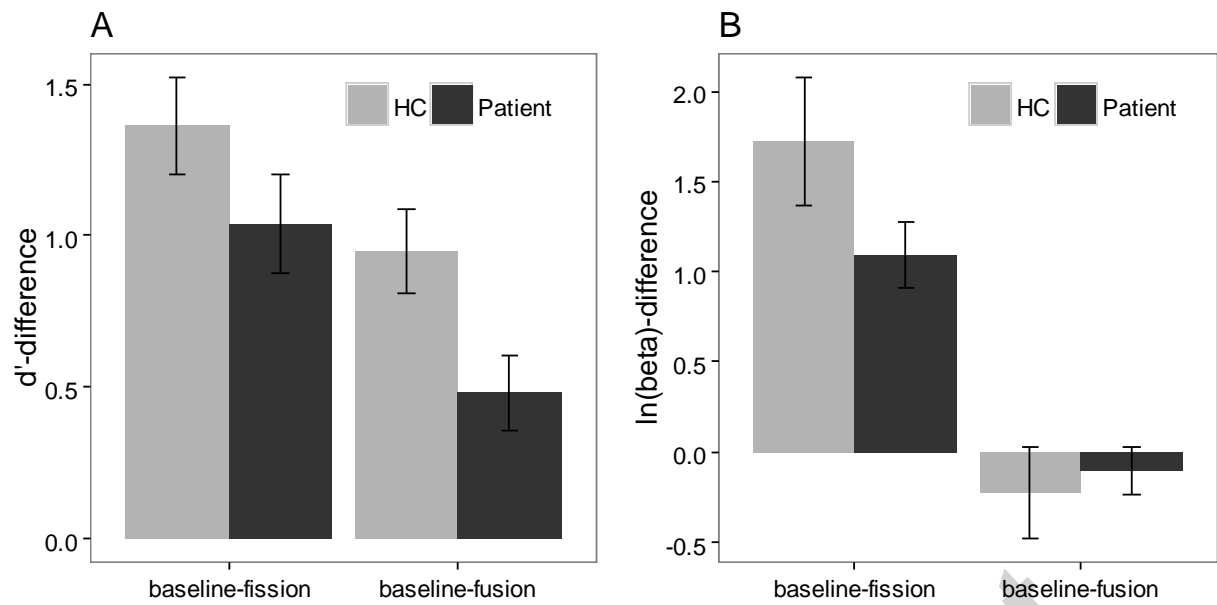 A
HC Patient
d'-difference
1.5
1.0
0.5
0.0
baseline-fission baseline-fusion
B
HC Patient
ln(beta)-difference
2.0
1.5
1.0
0.5
0.0
-0.5
baseline-fission baseline-fusion